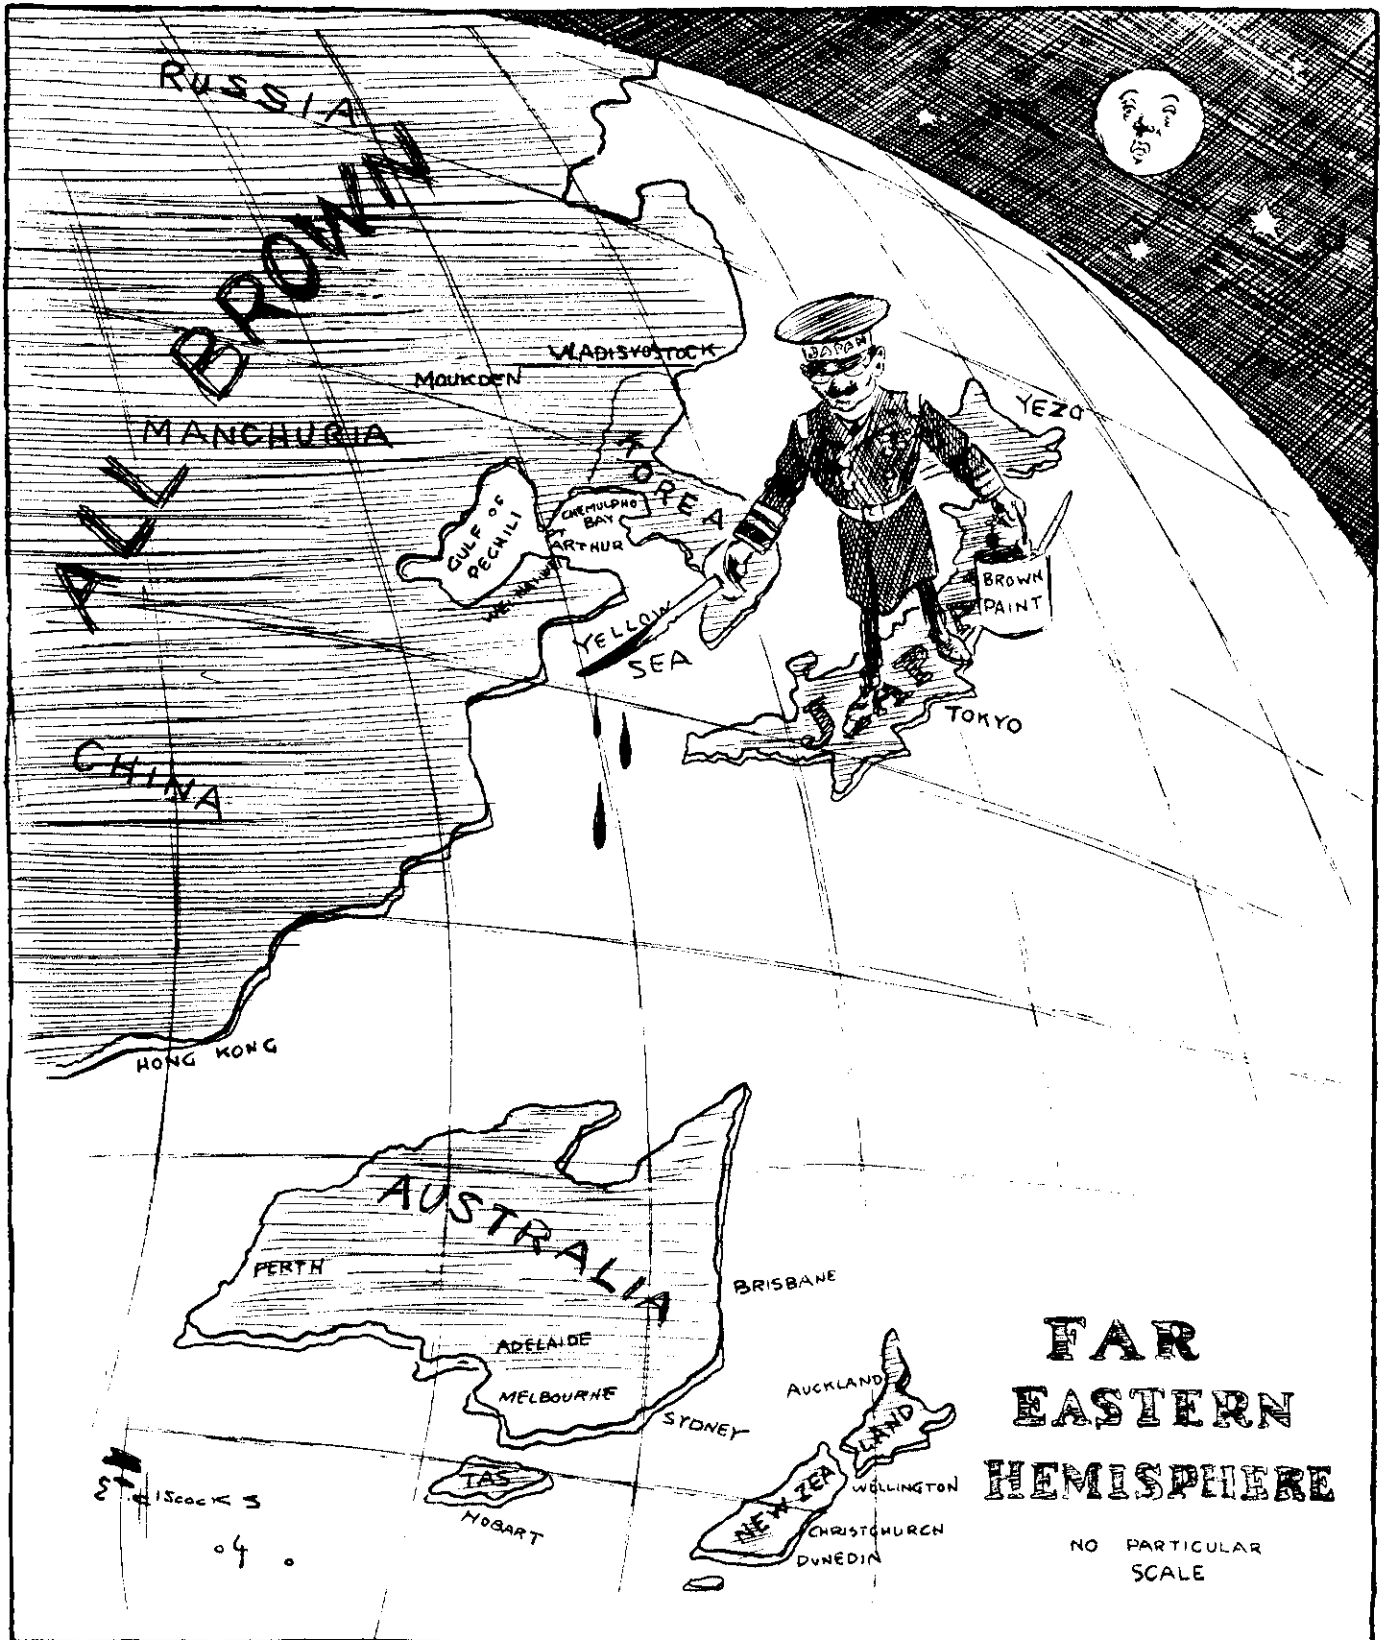 RUSSIA
ALL BROWN
VLADISVOSTOCK
MOUKDEN
MANCHURIA
KOREA
JAPAN
YEZO
GULF OF
PECHILI
CHEMULPHO
BAY
ARTHUR
YELLOW
SEA
BROWN
PAINT
TOKYO
CHINA
HONG KONG
AUSTRALIA
PERTH
BRISBANE
ADELAIDE
MELBOURNE
SYDNEY
TAS
HOBART
AUCKLAND
NEW ZEA LAND
WELLINGTON
CHRISTCHURCH
DUNEDIN
FAR
EASTERN
HEMISPHERE
NO PARTICULAR
SCALE
04